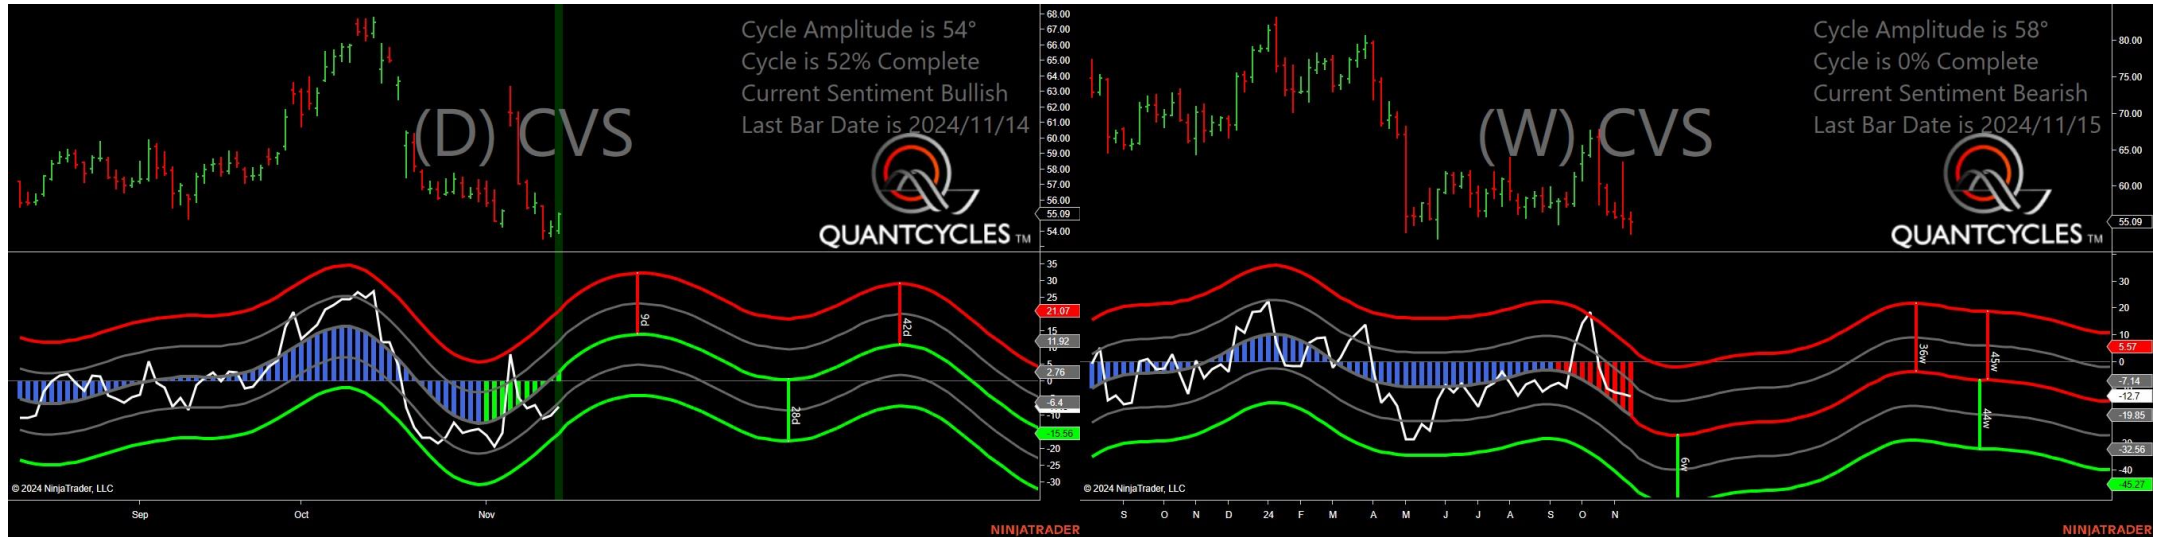 Cycle Amplitude is 54°
Cycle is 52% Complete
Current Sentiment Bullish
Last Bar Date is 2024/11/14
(D) CVS
QUANTCYCLES TM
68.00
67.00
66.00
65.00
64.00
63.00
62.00
61.00
60.00
59.00
58.00
57.00
56.00
55.09
54.00
35
30
25
21.07
15
11.92
5
2.76
0
-6.4
-10
-15.56
-20
-25
-30
9d
28d
42d
© 2024 NinjaTrader, LLC
Sep
Oct
Nov
NINJATRADER
Cycle Amplitude is 58°
Cycle is 0% Complete
Current Sentiment Bearish
Last Bar Date is 2024/11/15
(W) CVS
QUANTCYCLES TM
80.00
75.00
70.00
65.00
60.00
55.09
30
20
10
5.57
0
-7.14
-12.7
-19.85
-32.56
-40
-45.27
6w
36w
45w
44w
© 2024 NinjaTrader, LLC
S O N D 24 F M A M J J A S O N
NINJATRADER